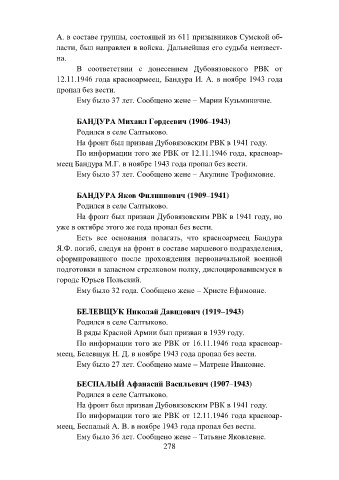 А. в составе группы, состоящей из 611 призывников Сумской об-
ласти, был направлен в войска. Дальнейшая его судьба неизвест-
на.
В соответствии с донесением Дубовязовского РВК от
12.11.1946 года красноармеец, Бандура И. А. в ноябре 1943 года
пропал без вести.
Ему было 37 лет. Сообщено жене – Марии Кузьминичне.
БАНДУРА Михаил Гордеевич (1906–1943)
Родился в селе Салтыково.
На фронт был призван Дубовязовским РВК в 1941 году.
По информации того же РВК от 12.11.1946 года, красноар-
меец Бандура М.Г. в ноябре 1943 года пропал без вести.
Ему было 37 лет. Сообщено жене – Акулине Трофимовне.
БАНДУРА Яков Филиппович (1909–1941)
Родился в селе Салтыково.
На фронт был призван Дубовязовским РВК в 1941 году, но
уже в октябре этого же года пропал без вести.
Есть все основания полагать, что красноармеец Бандура
Я.Ф. погиб, следуя на фронт в составе маршевого подразделения,
сформированного после прохождения первоначальной военной
подготовки в запасном стрелковом полку, дислоцировавшемся в
городе Юрьев Польский.
Ему было 32 года. Сообщено жене – Христе Ефимовне.
БЕЛЕВЩУК Николай Давидович (1919–1943)
Родился в селе Салтыково.
В ряды Красной Армии был призван в 1939 году.
По информации того же РВК от 16.11.1946 года красноар-
меец, Белевщук Н. Д. в ноябре 1943 года пропал без вести.
Ему было 27 лет. Сообщено маме – Матрене Ивановне.
БЕСПАЛЫЙ Афанасий Васильевич (1907–1943)
Родился в селе Салтыково.
На фронт был призван Дубовязовским РВК в 1941 году.
По информации того же РВК от 12.11.1946 года красноар-
меец, Беспалый А. В. в ноябре 1943 года пропал без вести.
Ему было 36 лет. Сообщено жене – Татьяне Яковлевне.
278